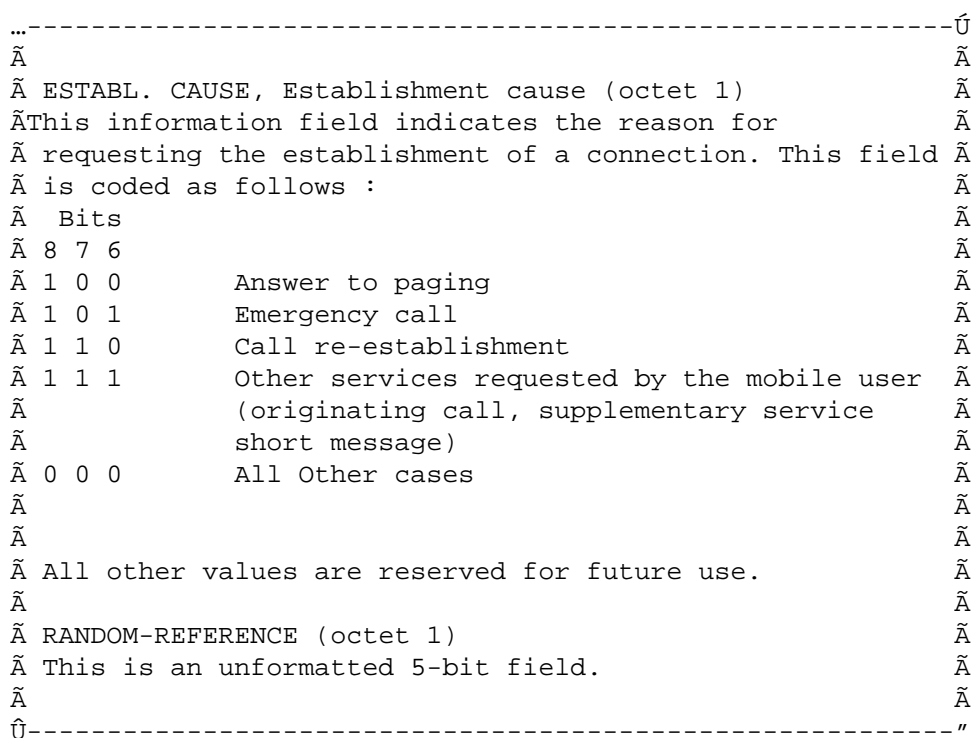 …----------------------------------------------------------Ú
Ã Ã
Ã ESTABL. CAUSE, Establishment cause (octet 1) Ã
ÃThis information field indicates the reason for Ã
Ã requesting the establishment of a connection. This field Ã
Ã is coded as follows : Ã
Ã Bits Ã
Ã 8 7 6 Ã
Ã 1 0 0 Answer to paging Ã
Ã 1 0 1 Emergency call Ã
Ã 1 1 0 Call re-establishment Ã
Ã 1 1 1 Other services requested by the mobile user Ã
Ã (originating call, supplementary service Ã
Ã short message) Ã
Ã 0 0 0 All Other cases Ã
Ã Ã
Ã Ã
Ã All other values are reserved for future use. Ã
Ã Ã
Ã RANDOM-REFERENCE (octet 1) Ã
Ã This is an unformatted 5-bit field. Ã
Ã Ã
Û----------------------------------------------------------"